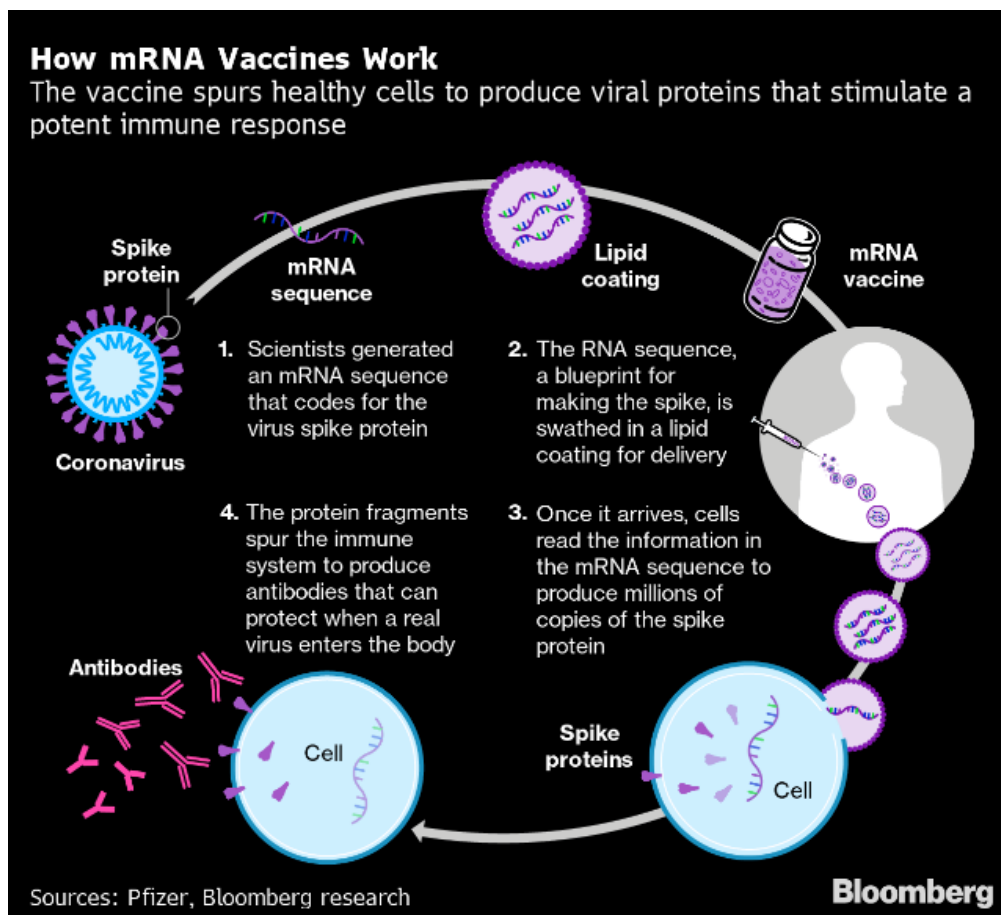 How mRNA Vaccines Work
The vaccine spurs healthy cells to produce viral proteins that stimulate a
potent immune response
Spike
protein
mRNA
sequence
Lipid
coating
mRNA
vaccine
Coronavirus
1. Scientists generated
an mRNA sequence
that codes for the
virus spike protein
2. The RNA sequence,
a blueprint for
making the spike, is
swathed in a lipid
coating for delivery
4. The protein fragments
spur the immune
system to produce
antibodies that can
protect when a real
virus enters the body
3. Once it arrives, cells
read the information in
the mRNA sequence to
produce millions of
copies of the spike
protein
Antibodies
Cell
Spike
proteins
Cell
Sources: Pfizer, Bloomberg research
Bloomberg